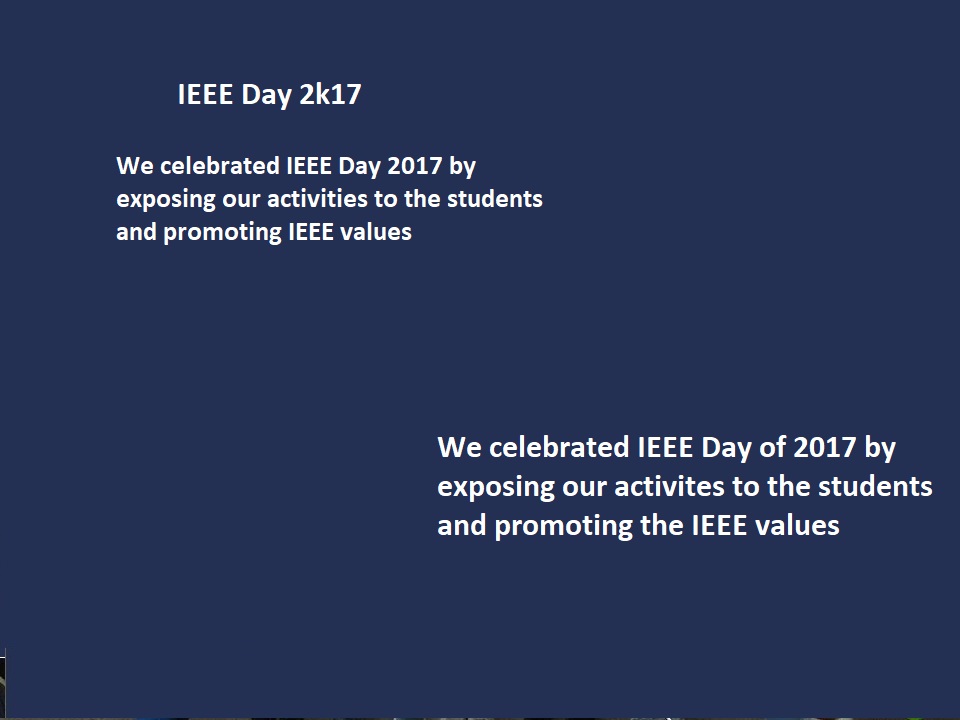 IEEE Day 2k17
We celebrated IEEE Day 2017 by
exposing our activities to the students
and promoting IEEE values
We celebrated IEEE Day of 2017 by
exposing our activites to the students
and promoting the IEEE values